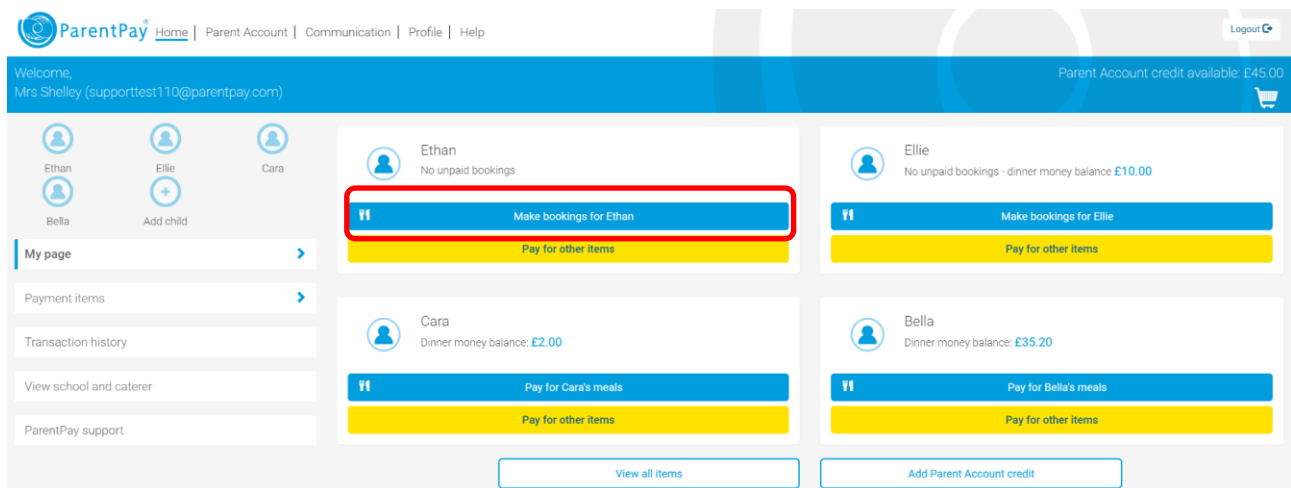 ParentPay Home | Parent Account | Communication | Profile | Help
Logout
Welcome,
Mrs Shelley (supporttest110@parentpay.com)
Parent Account credit available: £45.00
Ethan Ellie Cara
Bella Add child
My page
Payment items
Transaction history
View school and caterer
ParentPay support
Ethan
No unpaid bookings
Make bookings for Ethan
Pay for other items
Ellie
No unpaid bookings - dinner money balance £10.00
Make bookings for Ellie
Pay for other items
Cara
Dinner money balance: £2.00
Pay for Cara's meals
Pay for other items
Bella
Dinner money balance: £35.20
Pay for Bella's meals
Pay for other items
View all items
Add Parent Account credit